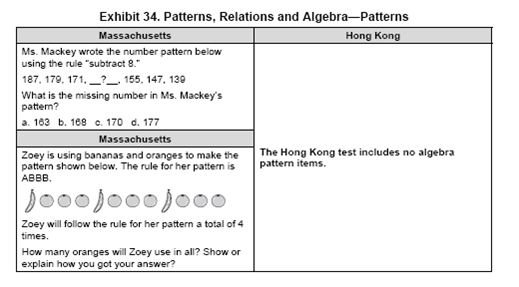 Exhibit 34. Patterns, Relations and Algebra—Patterns
Massachusetts
Hong Kong
Ms. Mackey wrote the number pattern below
using the rule "subtract 8."
187, 179, 171, __?__, 155, 147, 139
What is the missing number in Ms. Mackey's
pattern?
a. 163 b. 168 c. 170 d. 177
Massachusetts
Zoey is using bananas and oranges to make the
pattern shown below. The rule for her pattern is
ABBB.
Zoey will follow the rule for her pattern a total of 4
times.
How many oranges will Zoey use in all? Show or
explain how you got your answer?
The Hong Kong test includes no algebra
pattern items.